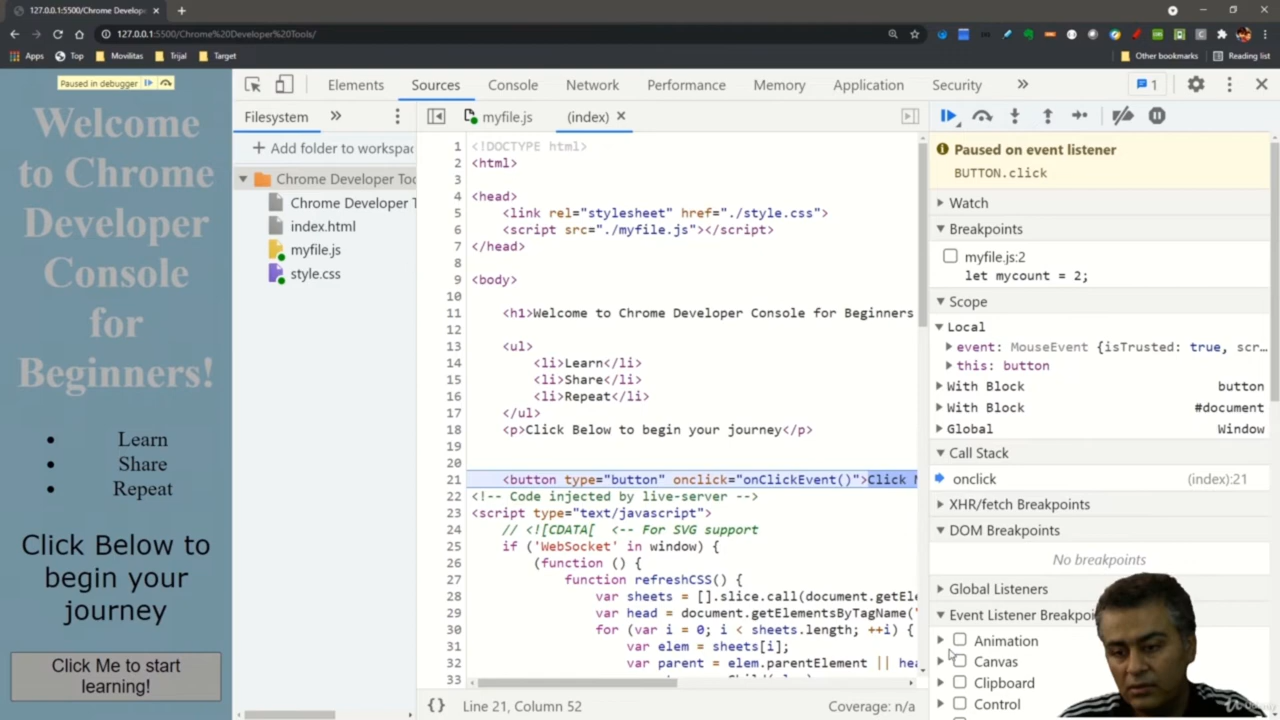 127.0.0.1:5500/Chrome Develop
127.0.0.1:5500/Chrome%20Developer%20Tools/
Apps Top Movilitas Trijal Target Other bookmarks Reading list
Paused in debugger
Welcome
to Chrome
Developer
Console
for
Beginners!
Learn
Share
Repeat
Click Below to
begin your
journey
Click Me to start
learning!
Elements Sources Console Network Performance Memory Application Security » 1
Filesystem »
+ Add folder to workspac
Chrome Developer Too
Chrome Developer T
index.html
myfile.js
style.css
myfile.js (index)
1 <!DOCTYPE html>
2 <html>
3
4 <head>
5 <link rel="stylesheet" href="./style.css">
6 <script src="./myfile.js"></script>
7 </head>
8
9 <body>
10
11 <h1>Welcome to Chrome Developer Console for Beginners
12
13 <ul>
14 <li>Learn</li>
15 <li>Share</li>
16 <li>Repeat</li>
17 </ul>
18 <p>Click Below to begin your journey</p>
19
20
21 <button type="button" onclick="onClickEvent()">Click M
22 <!-- Code injected by live-server -->
23 <script type="text/javascript">
24 // <![CDATA[ <-- For SVG support
25 if ('WebSocket' in window) {
26 (function () {
27 function refreshCSS() {
28 var sheets = [].slice.call(document.getEle
29 var head = document.getElementsByTagName("
30 for (var i = 0; i < sheets.length; ++i) {
31 var elem = sheets[i];
32 var parent = elem.parentElement || hea
33
{} Line 21, Column 52 Coverage: n/a
Paused on event listener
BUTTON.click
Watch
Breakpoints
myfile.js:2
let mycount = 2;
Scope
Local
event: MouseEvent {isTrusted: true, scr…
this: button
With Block button
With Block #document
Global Window
Call Stack
onclick (index):21
XHR/fetch Breakpoints
DOM Breakpoints
No breakpoints
Global Listeners
Event Listener Breakpoi
Animation
Canvas
Clipboard
Control